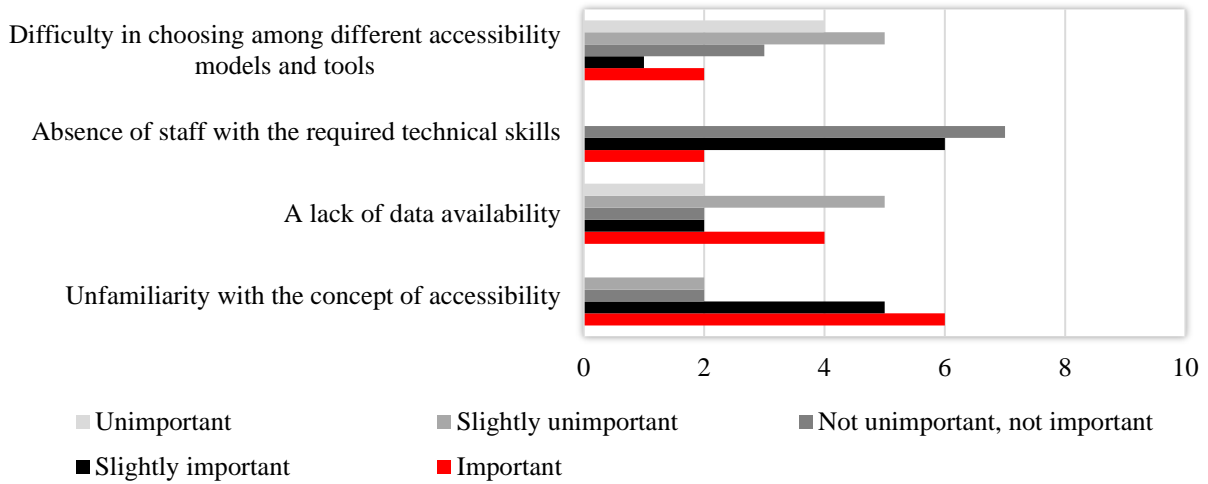 Difficulty in choosing among different accessibility
models and tools
Absence of staff with the required technical skills
A lack of data availability
Unfamiliarity with the concept of accessibility
0 2 4 6 8 10
Unimportant Slightly unimportant Not unimportant, not important
Slightly important Important